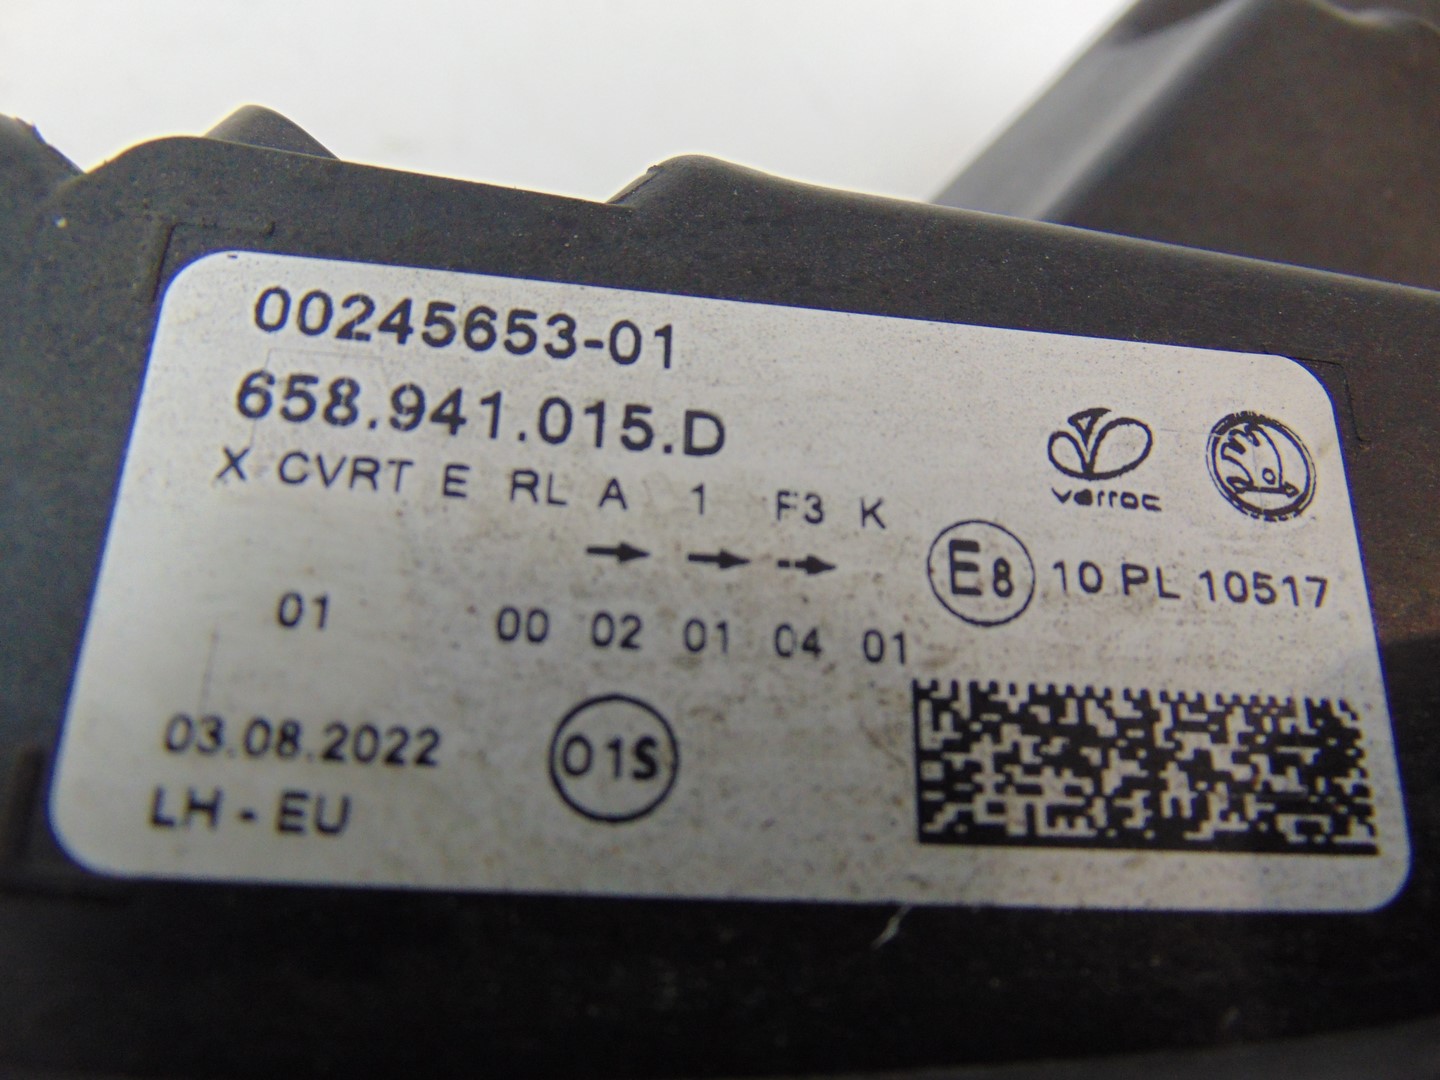 00245653-01
658.941.015.D
X CVRT E RL A 1 F3 K
varroc
E8 10 PL 10517
01 00 02 01 04 01
03.08.2022
01S
LH - EU